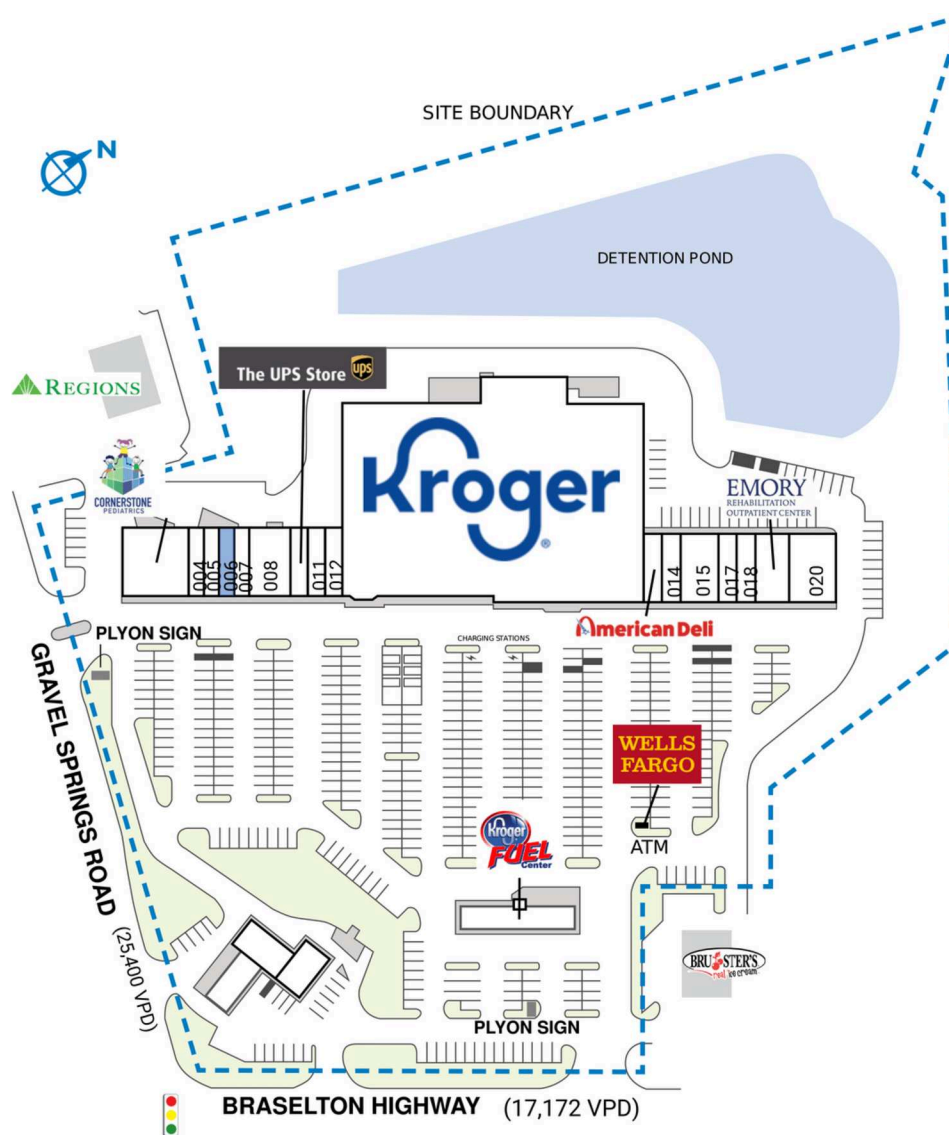 SITE BOUNDARY
N
DETENTION POND
The UPS Store ups
REGIONS
Kroger
CORNERSTONE
PEDIATRICS
EMORY
REHABILITATION
OUTPATIENT CENTER
004
005
006
007
008
011
012
014
015
017
018
020
American Deli
PLYON SIGN
CHARGING STATIONS
GRAVEL SPRINGS ROAD (25,400 VPD)
WELLS
FARGO
ATM
Kroger
FUEL
Center
BRUSTER'S
real ice cream
PLYON SIGN
BRASELTON HIGHWAY (17,172 VPD)